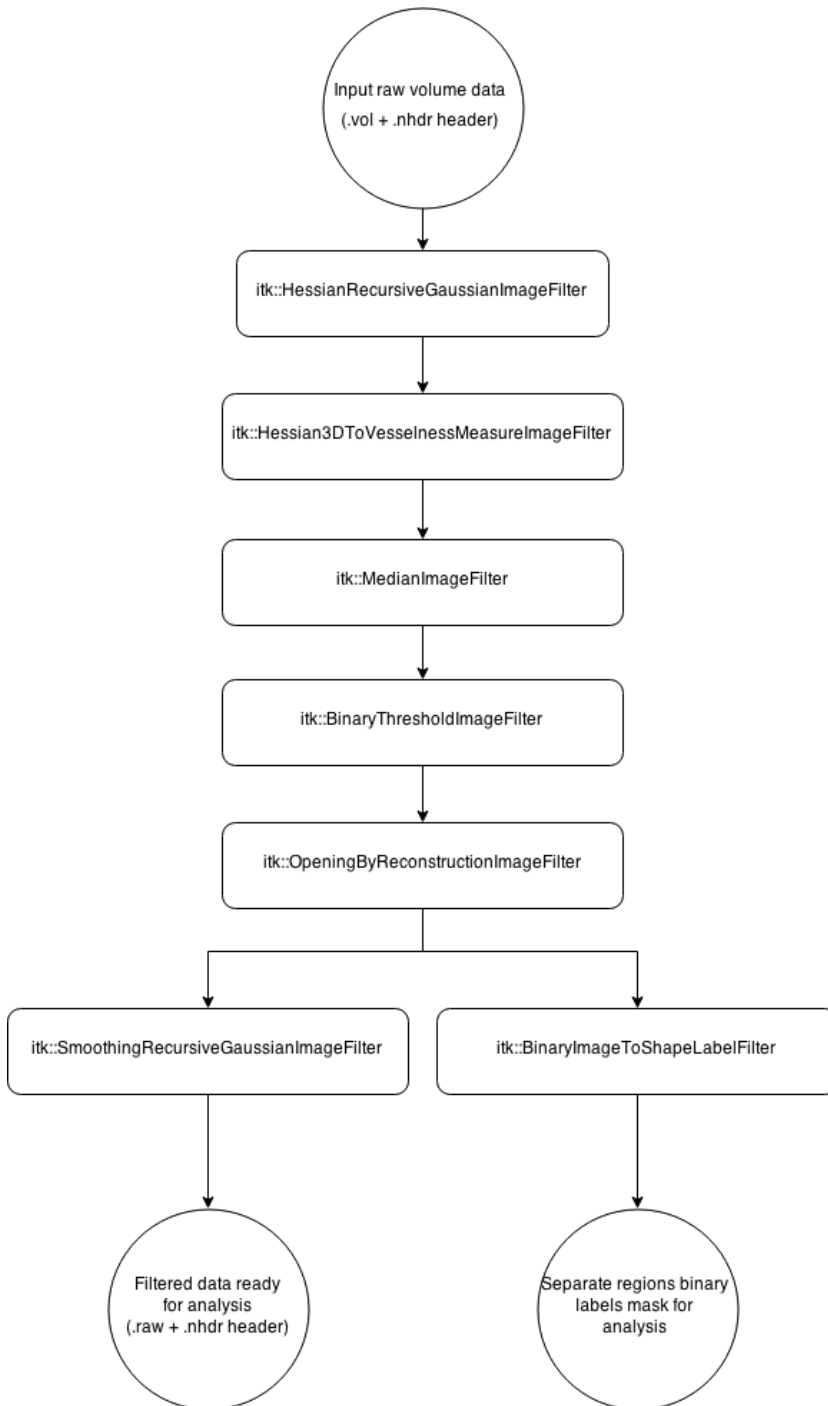 Input raw volume data
(.vol + .nhdr header)
itk::HessianRecursiveGaussianImageFilter
itk::Hessian3DToVesselnessMeasureImageFilter
itk::MedianImageFilter
itk::BinaryThresholdImageFilter
itk::OpeningByReconstructionImageFilter
itk::SmoothingRecursiveGaussianImageFilter
itk::BinaryImageToShapeLabelFilter
Filtered data ready
for analysis
(.raw + .nhdr header)
Separate regions binary
labels mask for
analysis